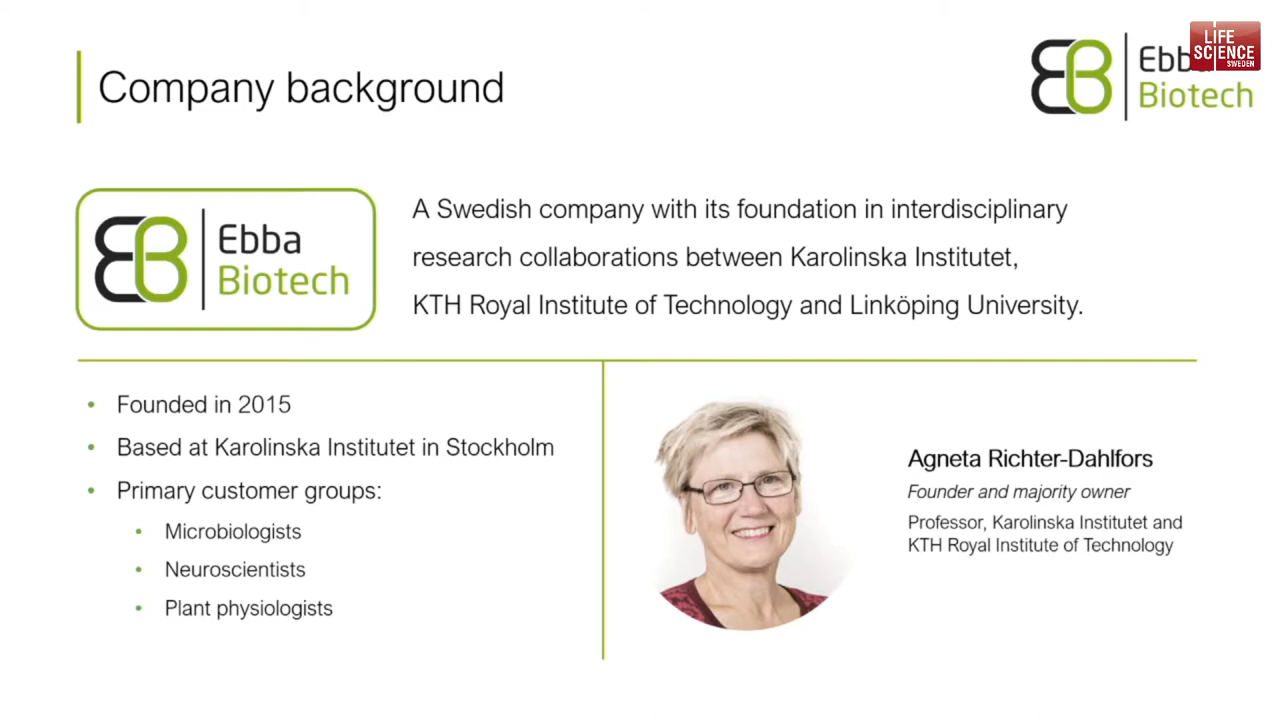 Company background
Ebba
Biotech
LIFE
SCIENCE
SWEDEN
Ebba
Biotech
A Swedish company with its foundation in interdisciplinary
research collaborations between Karolinska Institutet,
KTH Royal Institute of Technology and Linköping University.
• Founded in 2015
• Based at Karolinska Institutet in Stockholm
• Primary customer groups:
• Microbiologists
• Neuroscientists
• Plant physiologists
Agneta Richter-Dahlfors
Founder and majority owner
Professor, Karolinska Institutet and
KTH Royal Institute of Technology